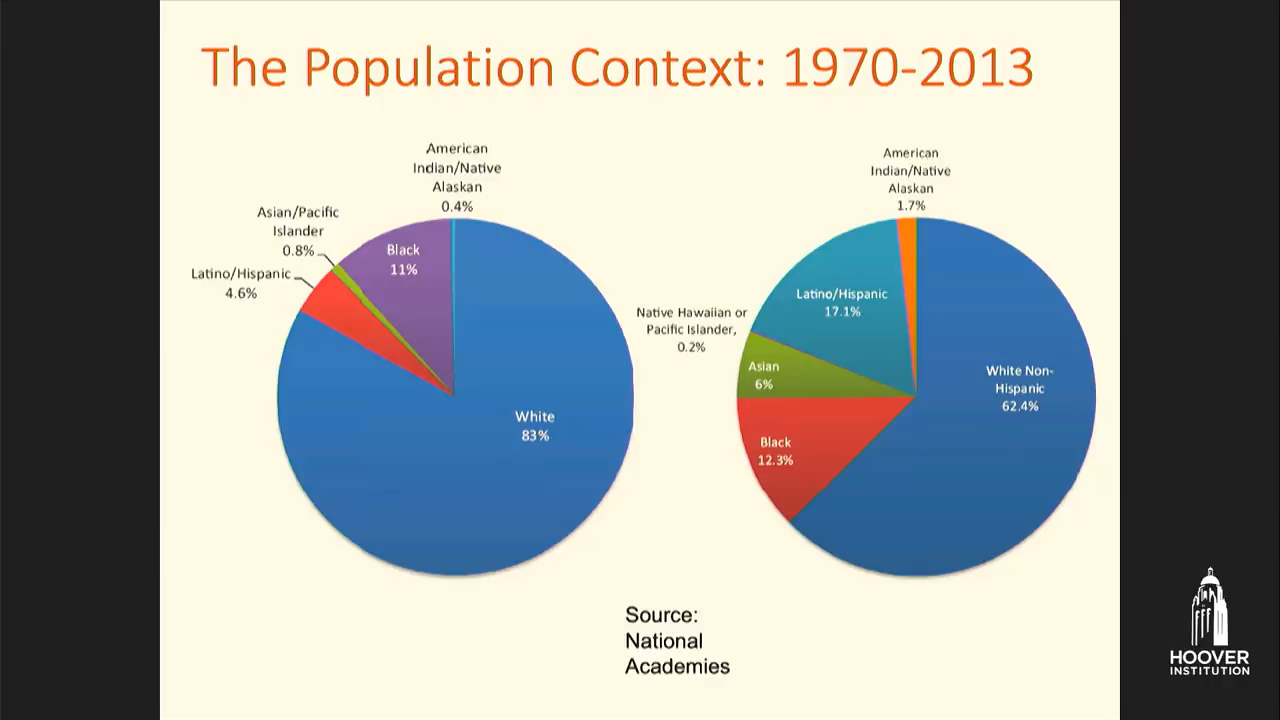 The Population Context: 1970-2013
American
Indian/Native
Alaskan
0.4%
Asian/Pacific
Islander
0.8%
Latino/Hispanic
4.6%
Black
11%
White
83%
American
Indian/Native
Alaskan
1.7%
Latino/Hispanic
17.1%
Native Hawaiian or
Pacific Islander,
0.2%
Asian
6%
Black
12.3%
White Non-
Hispanic
62.4%
Source:
National
Academies
HOOVER
INSTITUTION